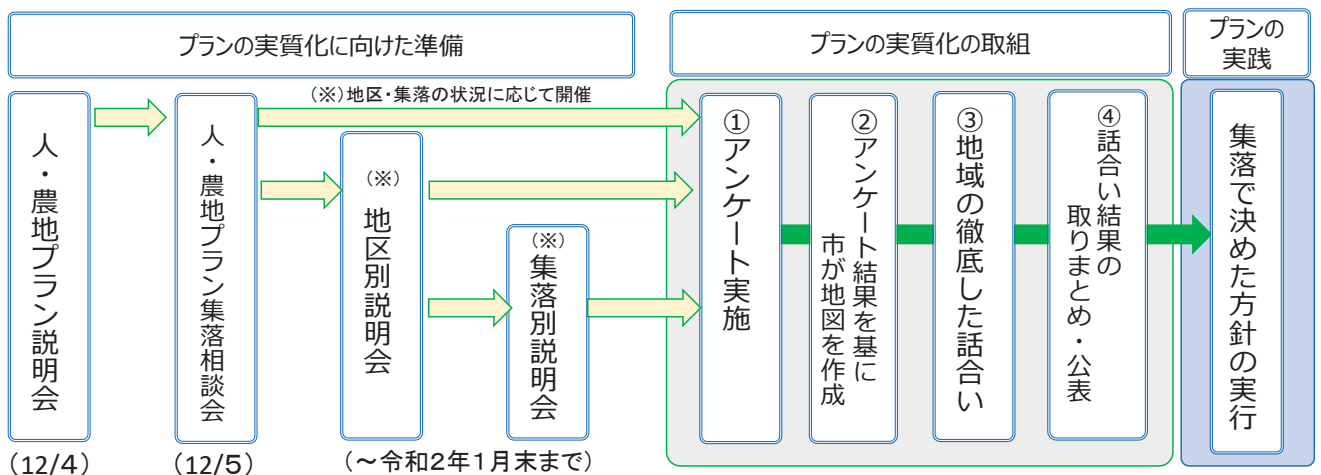 プランの実質化に向けた準備
プランの実質化の取組
プランの
実践
(※)地区・集落の状況に応じて開催
人・農地プラン説明会
(12/4)
人・農地プラン集落相談会
(12/5)
(※)
地区別説明会
(※)
集落別説明会
(～令和2年1月末まで)
①アンケート実施
②アンケート結果を基に
市が地図を作成
③地域の徹底した話合い
④話合い結果の
取りまとめ・公表
集落で決めた方針の実行